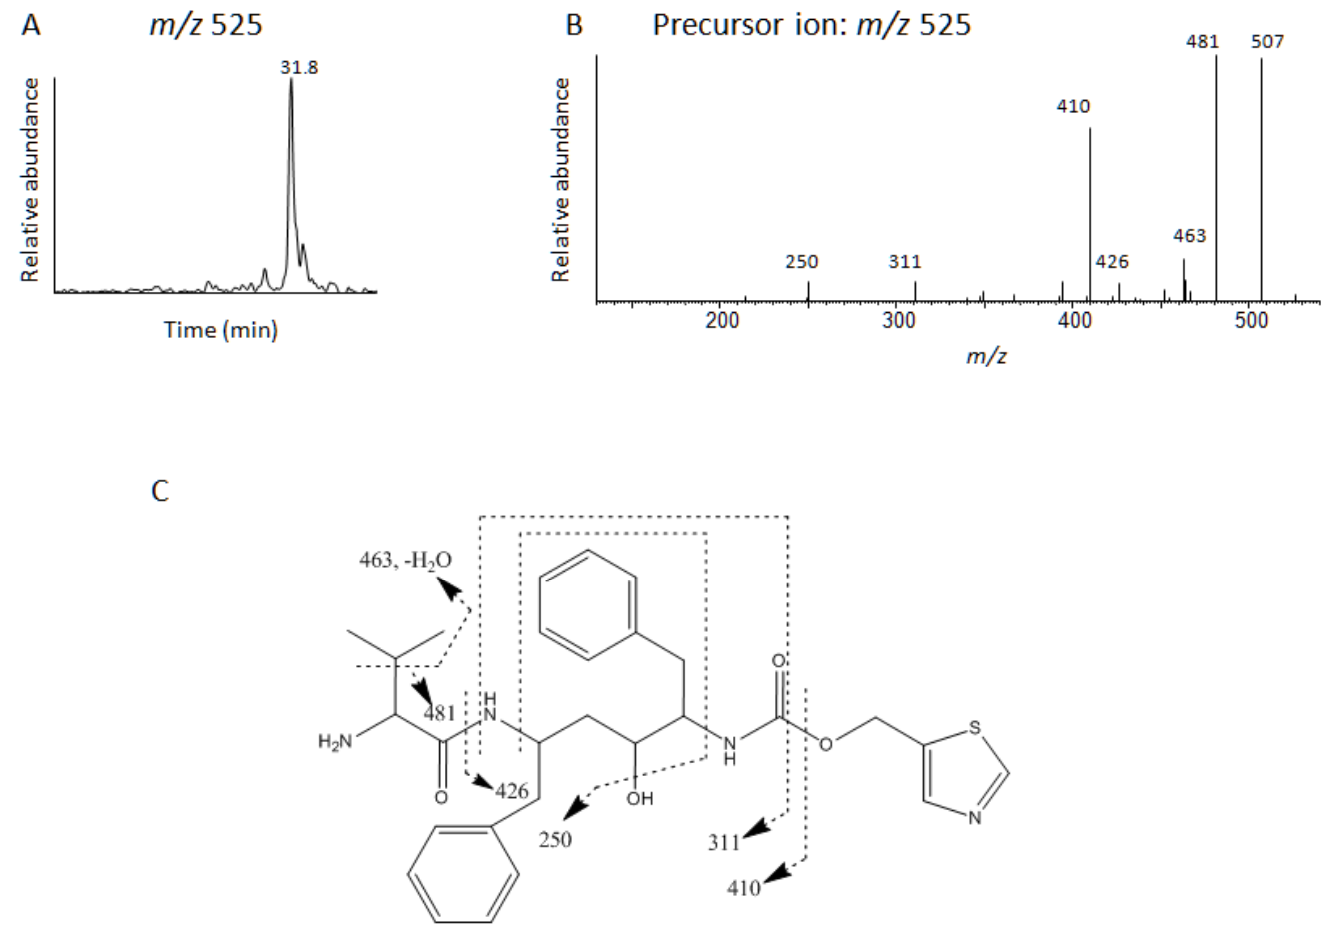 A
m/z 525
31.8
Relative abundance
Time (min)
B
Precursor ion: m/z 525
481
507
410
463
250
311
426
Relative abundance
200
300
400
500
m/z
C
463, -H₂O
O
S
H
N
481
H₂N
N
H
O
O
426
OH
N
250
311
410